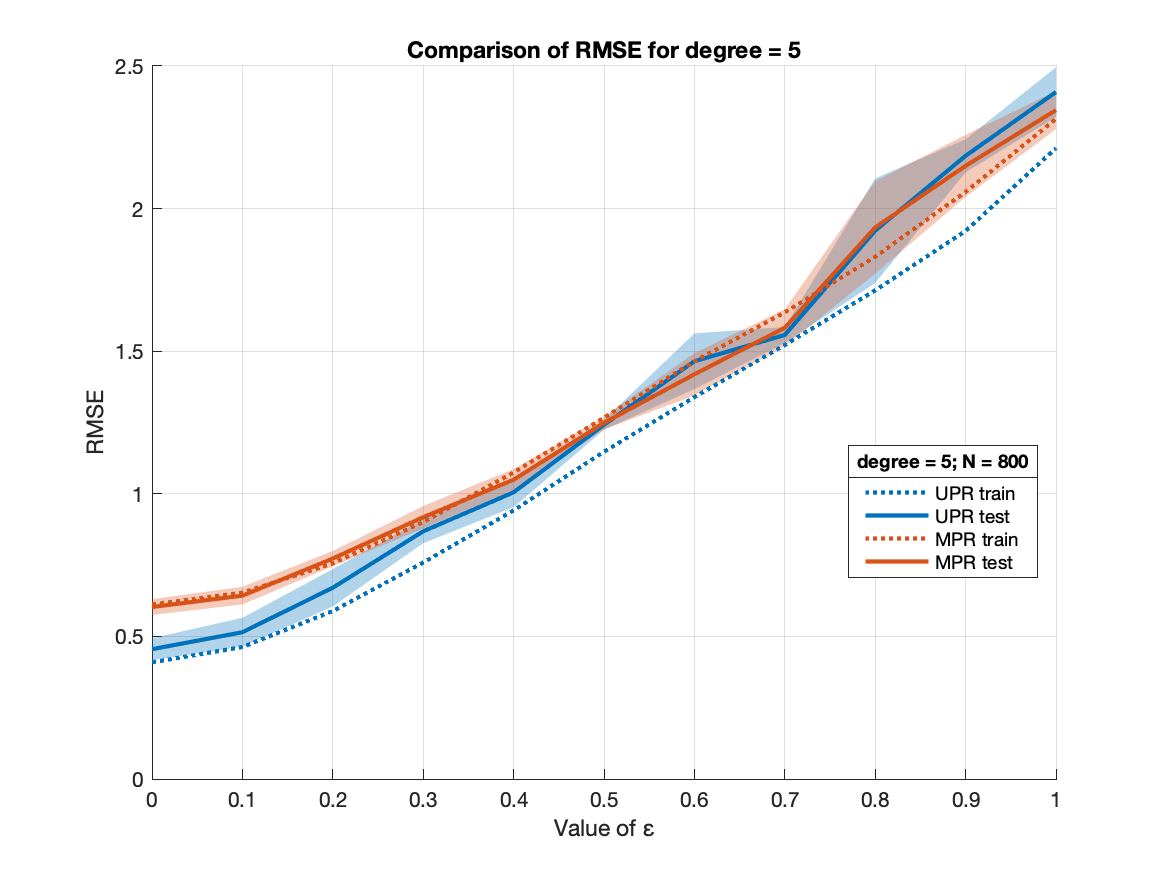 Comparison of RMSE for degree = 5
2.5
2
1.5
1
0.5
0
RMSE
degree = 5; N = 800
UPR train
UPR test
MPR train
MPR test
0 0.1 0.2 0.3 0.4 0.5 0.6 0.7 0.8 0.9 1
Value of ε